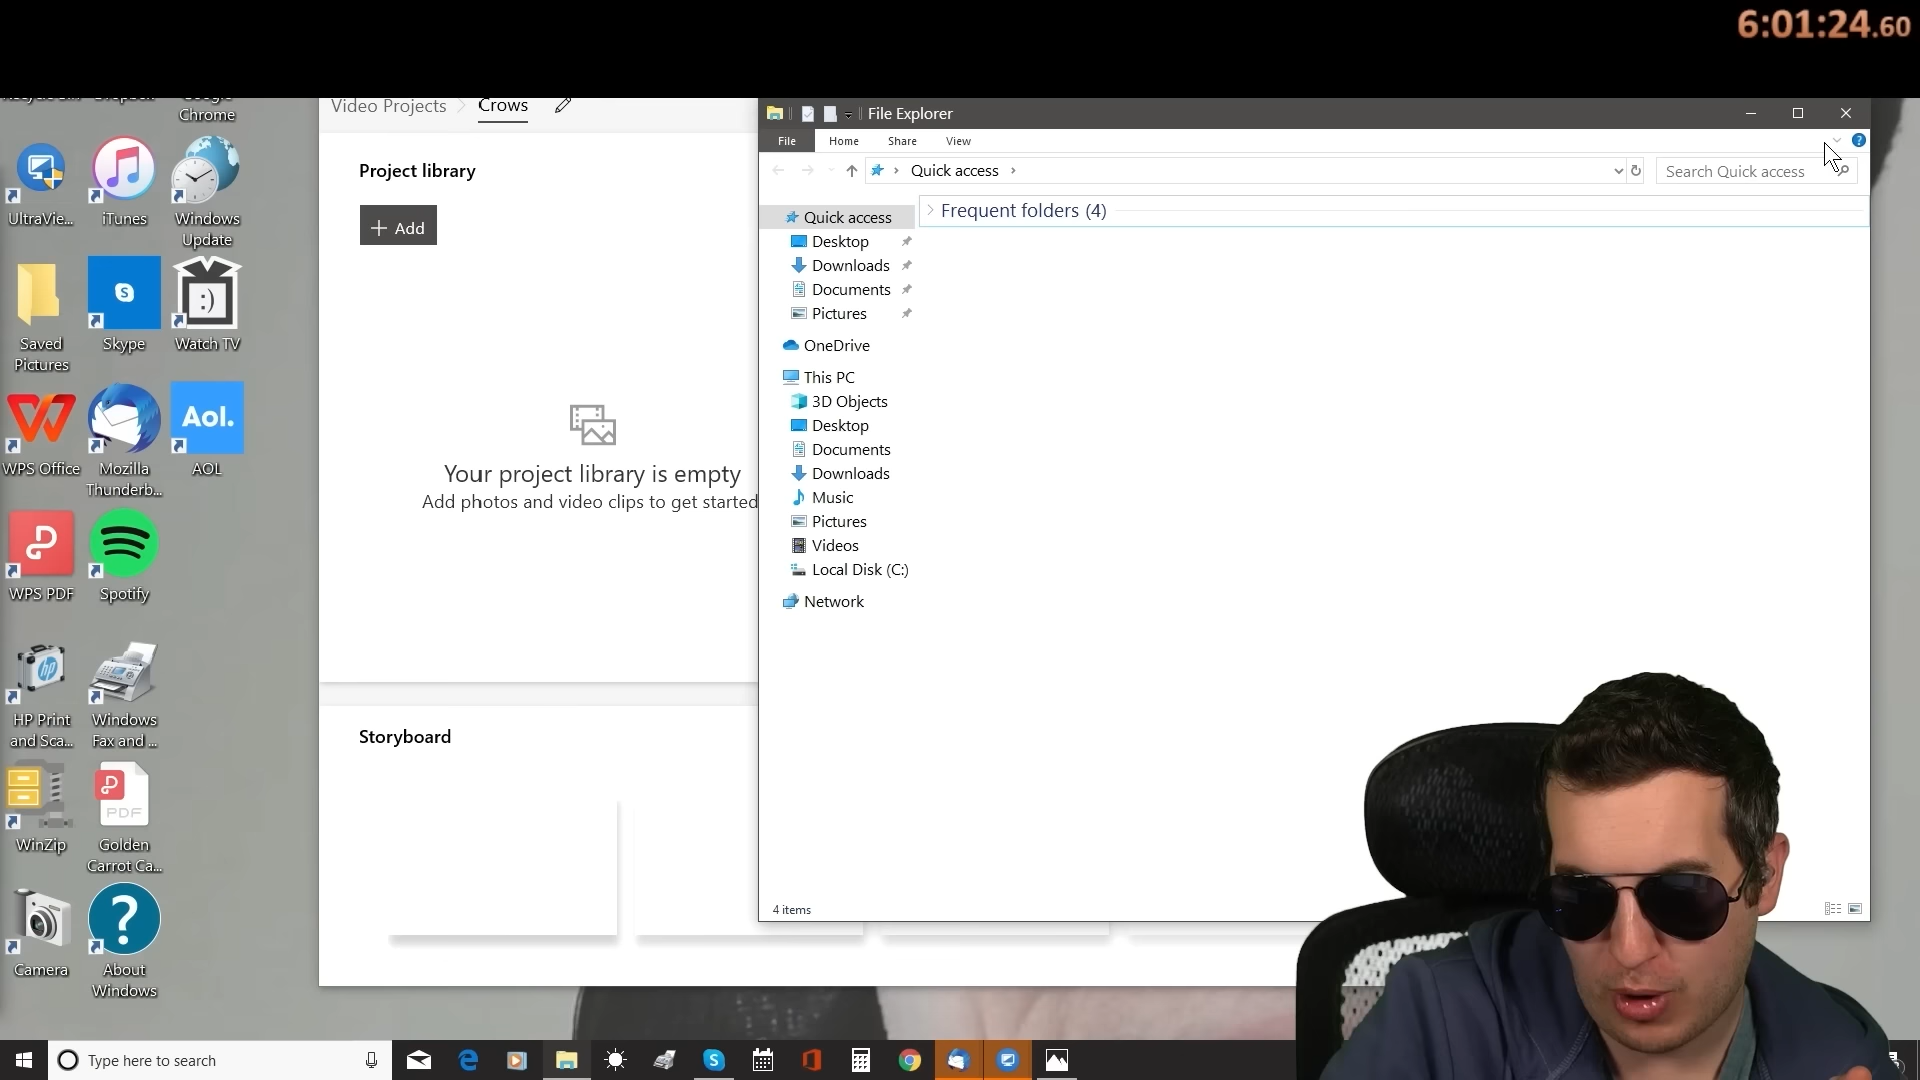 6:01:24.60
Chrome
UltraVie...
iTunes
Windows
Update
Saved
Pictures
Skype
Watch TV
WPS Office
Mozilla
Thunderb...
Aol.
AOL
WPS PDF
Spotify
HP Print
and Sca...
Windows
Fax and ...
WinZip
PDF
Golden
Carrot Ca...
Camera
About
Windows
Video Projects
Crows
Project library
Add
Your project library is empty
Add photos and video clips to get started
Storyboard
File Explorer
File
Home
Share
View
Quick access
Search Quick access
Frequent folders (4)
Quick access
Desktop
Downloads
Documents
Pictures
OneDrive
This PC
3D Objects
Desktop
Documents
Downloads
Music
Pictures
Videos
Local Disk (C:)
Network
4 items
Type here to search